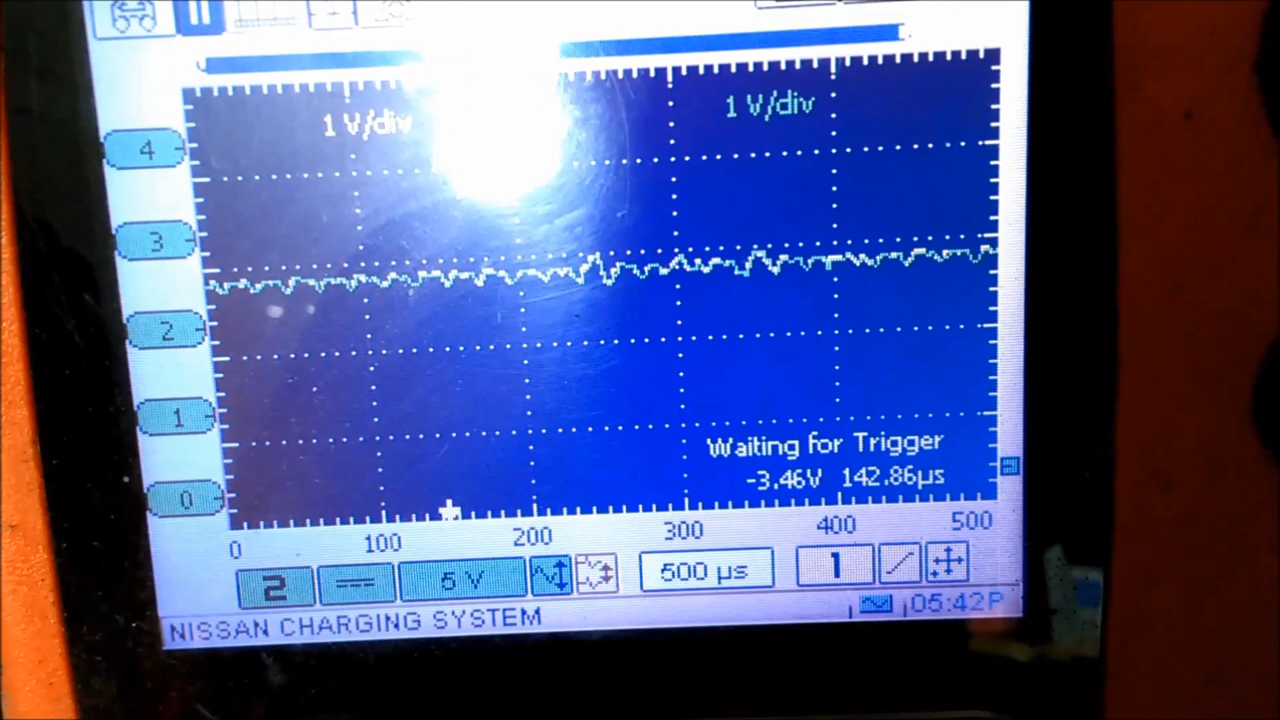 1 V/div 1 V/div
4
3
2
1
0
Waiting for Trigger
-3.46V 142.86µs
0 100 200 300 400 500
2 5 V 500 µs 1
NISSAN CHARGING SYSTEM 05:42P